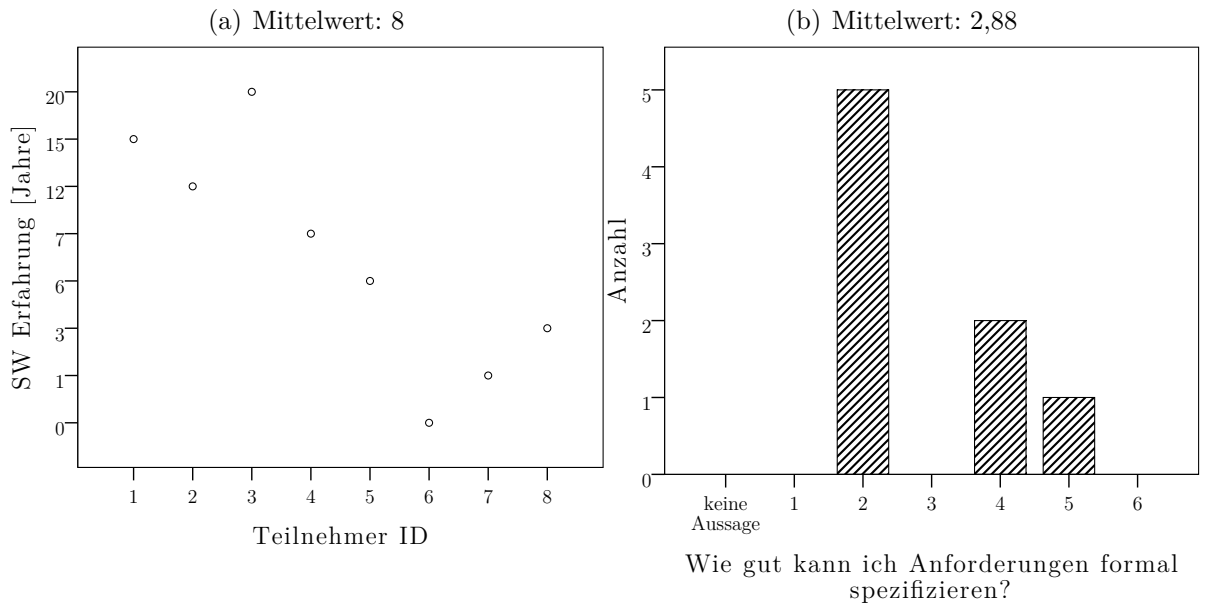 (a) Mittelwert: 8
SW Erfahrung [Jahre]
20
15
12
7
6
3
1
0
1 2 3 4 5 6 7 8
Teilnehmer ID
(b) Mittelwert: 2,88
Anzahl
5
4
3
2
1
0
keine 1 2 3 4 5 6
Aussage
Wie gut kann ich Anforderungen formal
spezifizieren?